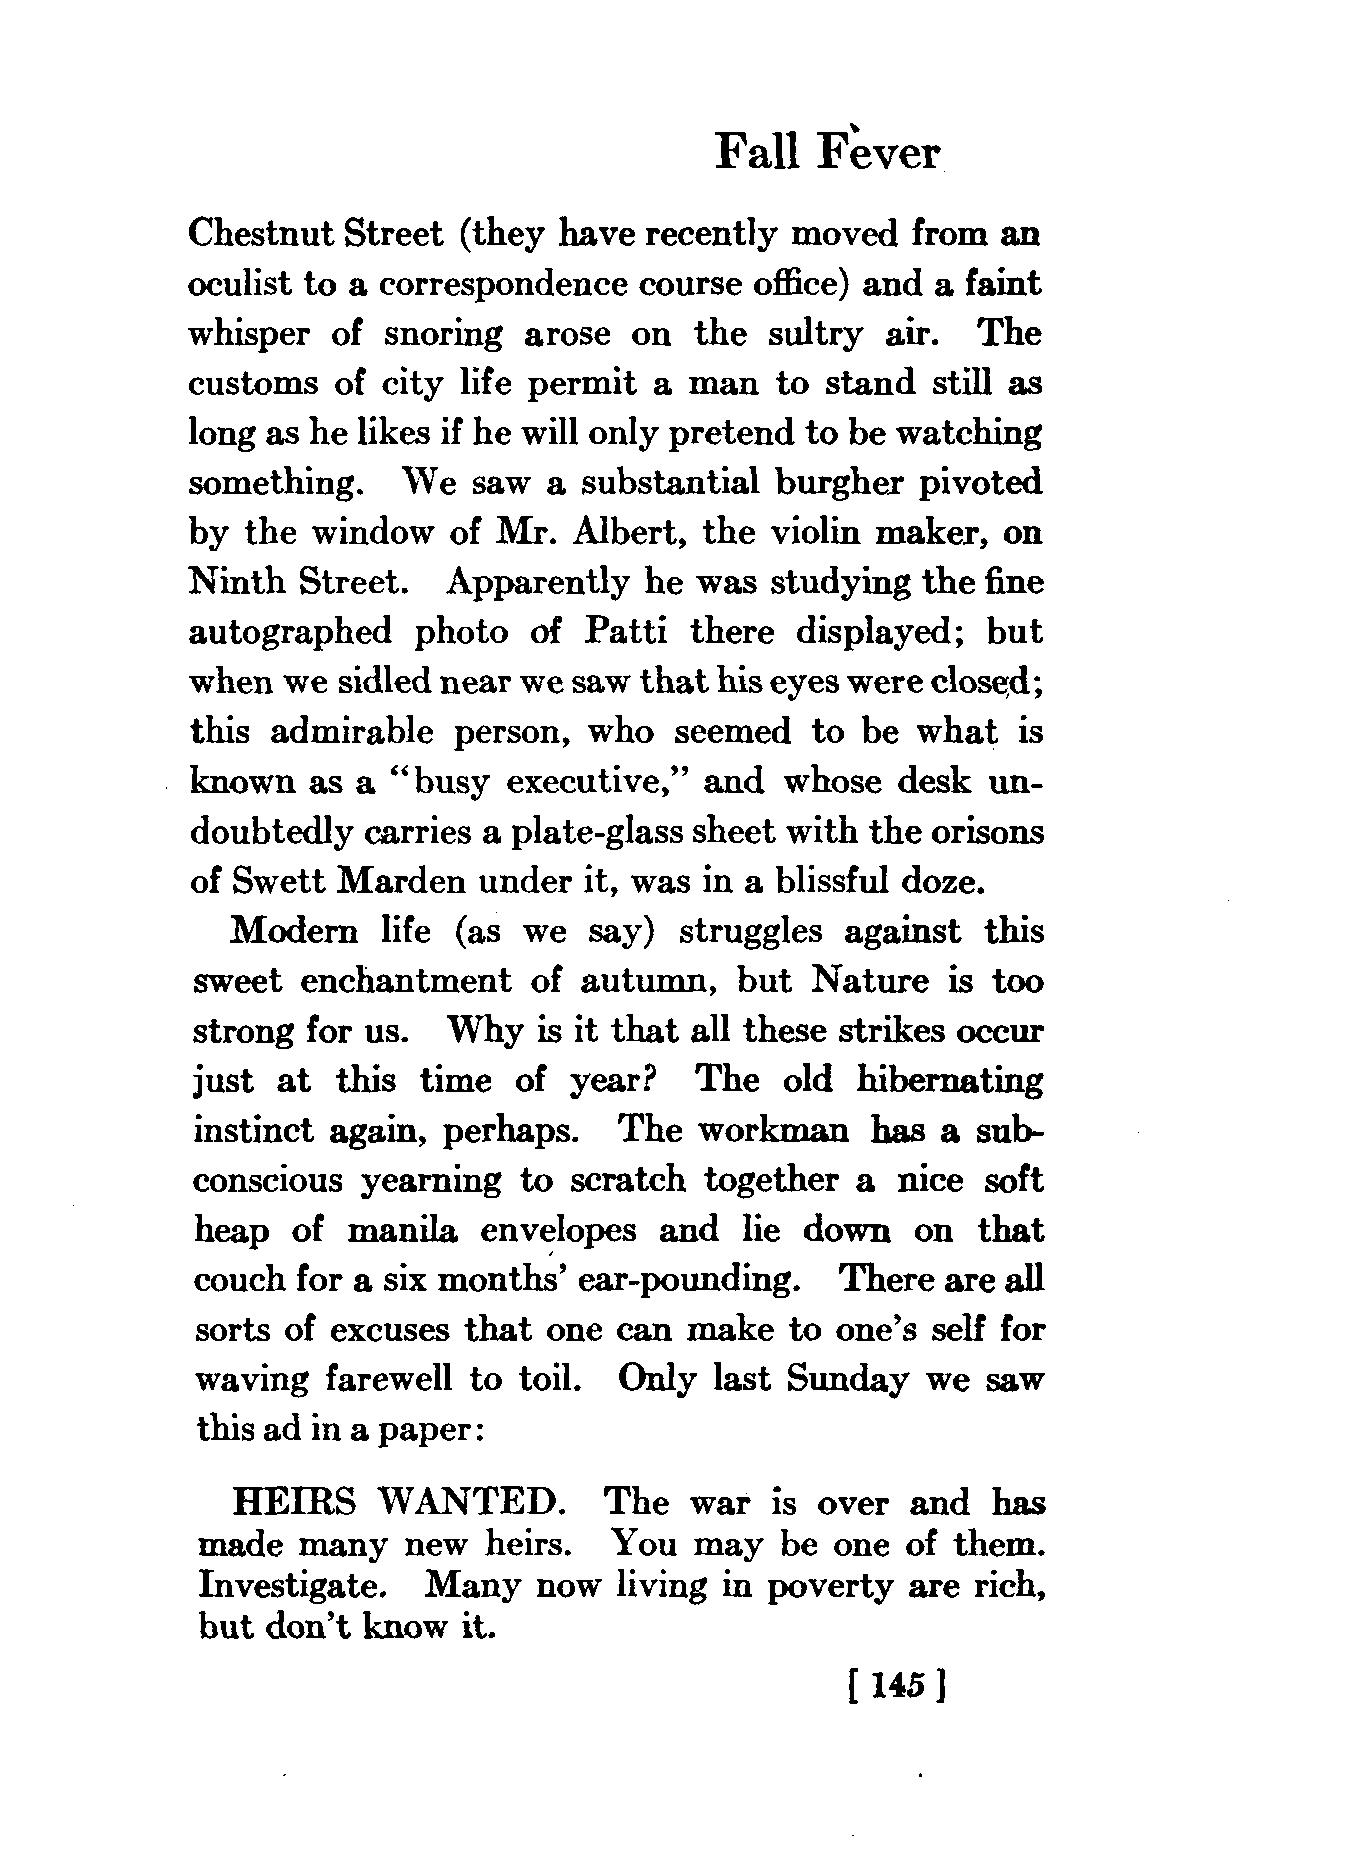 Fall Fever
Chestnut Street (they have recently moved from an
oculist to a correspondence course office) and a faint
whisper of snoring arose on the sultry air. The
customs of city life permit a man to stand still as
long as he likes if he will only pretend to be watching
something. We saw a substantial burgher pivoted
by the window of Mr. Albert, the violin maker, on
Ninth Street. Apparently he was studying the fine
autographed photo of Patti there displayed; but
when we sidled near we saw that his eyes were closed;
this admirable person, who seemed to be what is
known as a “busy executive,” and whose desk un-
doubtedly carries a plate-glass sheet with the orisons
of Swett Marden under it, was in a blissful doze.
Modern life (as we say) struggles against this
sweet enchantment of autumn, but Nature is too
strong for us. Why is it that all these strikes occur
just at this time of year? The old hibernating
instinct again, perhaps. The workman has a sub-
conscious yearning to scratch together a nice soft
heap of manila envelopes and lie down on that
couch for a six months’ ear-pounding. There are all
sorts of excuses that one can make to one’s self for
waving farewell to toil. Only last Sunday we saw
this ad in a paper:
HEIRS WANTED. The war is over and has
made many new heirs. You may be one of them.
Investigate. Many now living in poverty are rich,
but don’t know it.
[ 145 ]